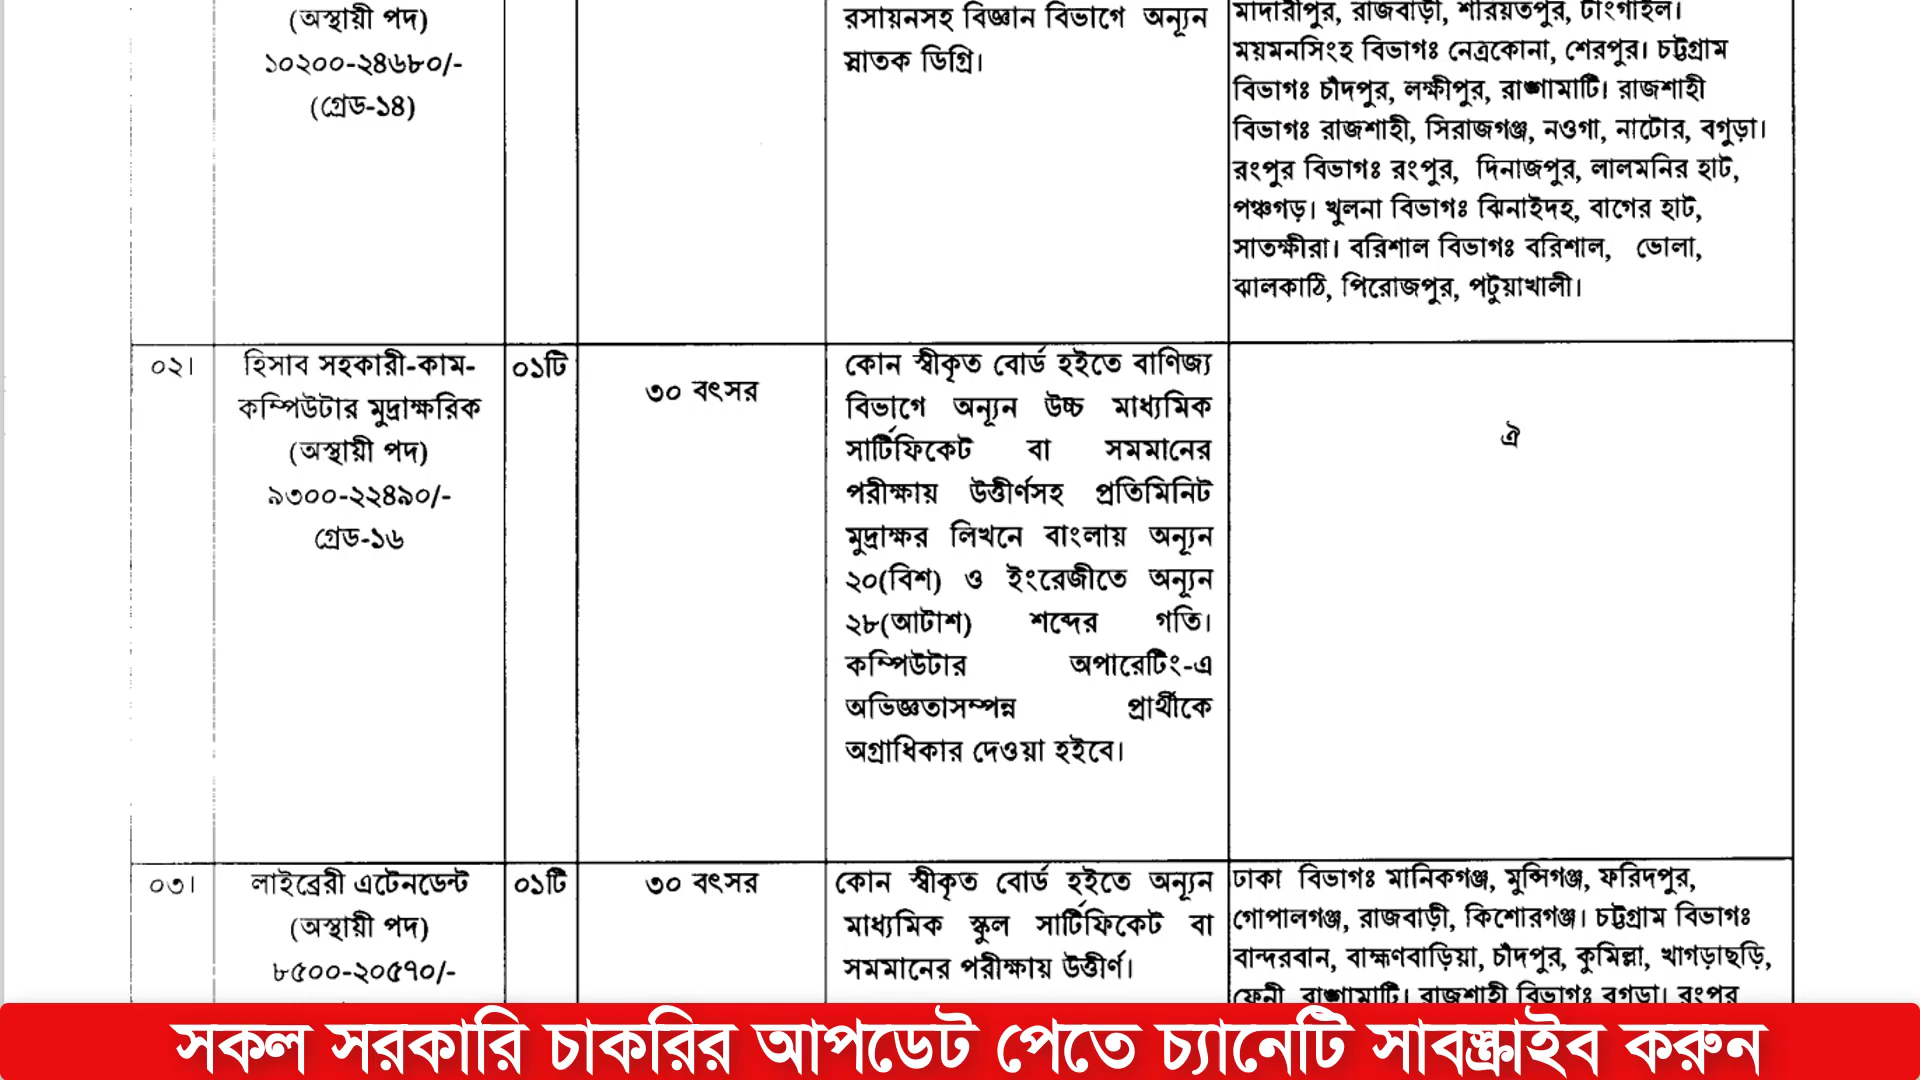 (অস্থায়ী পদ)
১০২০০-২৪৬৮০/-
(গ্রেড-১৪)
রসায়নসহ বিজ্ঞান বিভাগে অন্যূন
স্নাতক ডিগ্রি।
মাদারীপুর, রাজবাড়ী, শরিয়তপুর, টাংগাইল।
ময়মনসিংহ বিভাগঃ নেত্রকোনা, শেরপুর। চট্টগ্রাম
বিভাগঃ চাঁদপুর, লক্ষীপুর, রাঙ্গামাটি। রাজশাহী
বিভাগঃ রাজশাহী, সিরাজগঞ্জ, নওগা, নাটোর, বগুড়া।
রংপুর বিভাগঃ রংপুর, দিনাজপুর, লালমনির হাট,
পঞ্চগড়। খুলনা বিভাগঃ ঝিনাইদহ, বাগের হাট,
সাতক্ষীরা। বরিশাল বিভাগঃ বরিশাল, ভোলা,
ঝালকাঠি, পিরোজপুর, পটুয়াখালী।
০২।
হিসাব সহকারী-কাম-
কম্পিউটার মুদ্রাক্ষরিক
(অস্থায়ী পদ)
৯৩০০-২২৪৯০/-
গ্রেড-১৬
০১টি
৩০ বৎসর
কোন স্বীকৃত বোর্ড হইতে বাণিজ্য
বিভাগে অন্যূন উচ্চ মাধ্যমিক
সার্টিফিকেট বা সমমানের
পরীক্ষায় উত্তীর্ণসহ প্রতিমিনিট
মুদ্রাক্ষর লিখনে বাংলায় অন্যূন
২০(বিশ) ও ইংরেজীতে অন্যূন
২৮(আটাশ) শব্দের গতি।
কম্পিউটার অপারেটিং-এ
অভিজ্ঞতাসম্পন্ন প্রার্থীকে
অগ্রাধিকার দেওয়া হইবে।
ঐ
০৩।
লাইব্রেরী এটেনডেন্ট
(অস্থায়ী পদ)
৮৫০০-২০৫৭০/-
০১টি
৩০ বৎসর
কোন স্বীকৃত বোর্ড হইতে অন্যূন
মাধ্যমিক স্কুল সার্টিফিকেট বা
সমমানের পরীক্ষায় উত্তীর্ণ।
ঢাকা বিভাগঃ মানিকগঞ্জ, মুন্সিগঞ্জ, ফরিদপুর,
গোপালগঞ্জ, রাজবাড়ী, কিশোরগঞ্জ। চট্টগ্রাম বিভাগঃ
বান্দরবান, বাহ্মণবাড়িয়া, চাঁদপুর, কুমিল্লা, খাগড়াছড়ি,
ফেনী, রাঙ্গামাটি। রাজশাহী বিভাগঃ বগুড়া। রংপুর
সকল সরকারি চাকরির আপডেট পেতে চ্যানেটি সাবস্ক্রাইব করুন